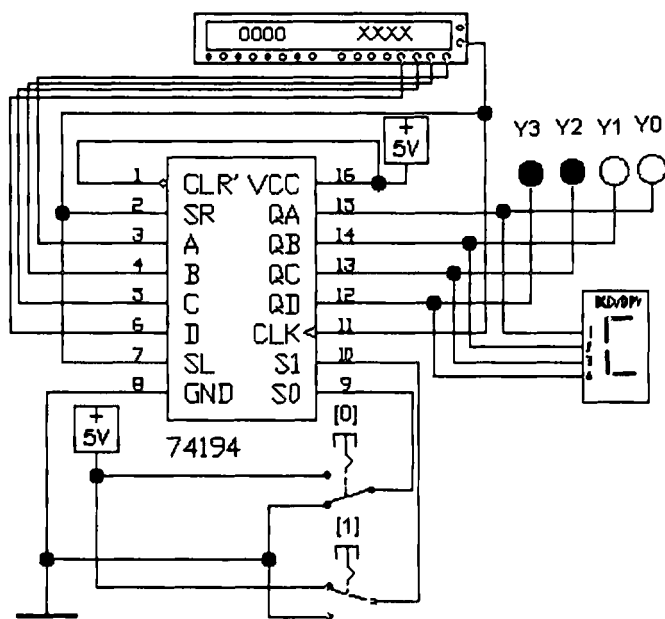 0000 XXXX
+
5V
Y3 Y2 Y1 Y0
1 CLR' VCC 16
2 SR QA 15
3 A QB 14
4 B QC 13
5 C QD 12
6 D CLK 11
7 SL S1 10
8 GND S0 9
+
5V
74194
[0]
[1]